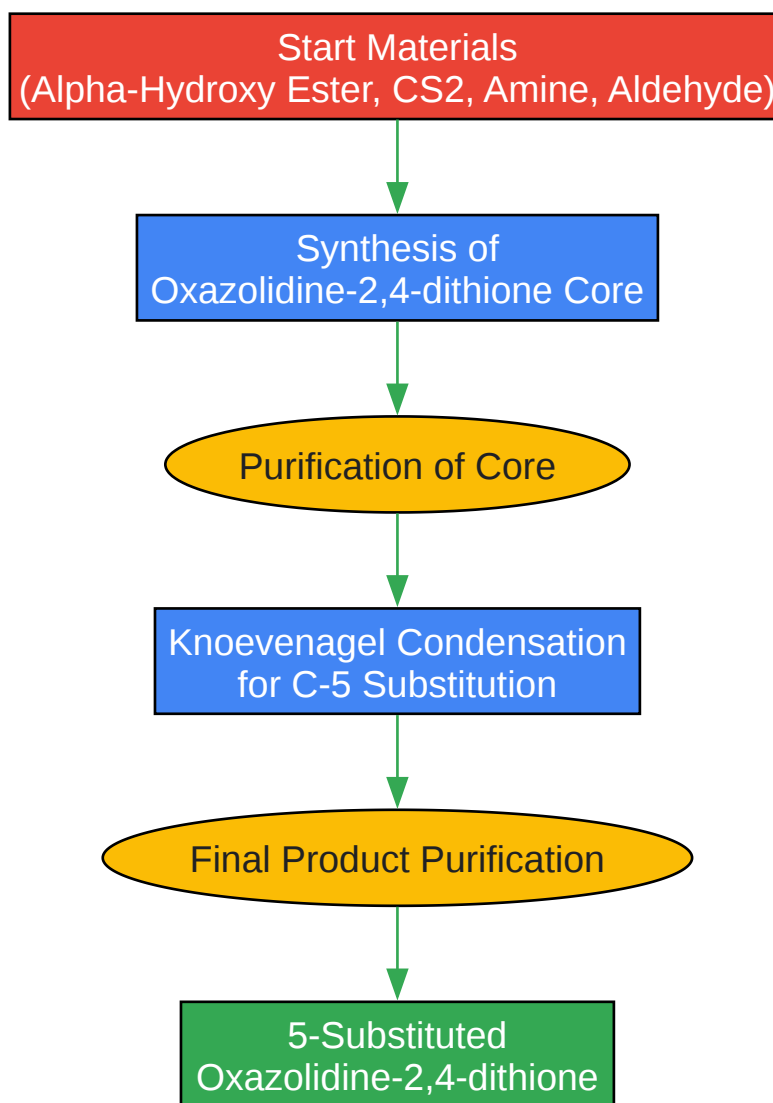 Start Materials
(Alpha-Hydroxy Ester, CS2, Amine, Aldehyde)
Synthesis of
Oxazolidine-2,4-dithione Core
Purification of Core
Knoevenagel Condensation
for C-5 Substitution
Final Product Purification
5-Substituted
Oxazolidine-2,4-dithione